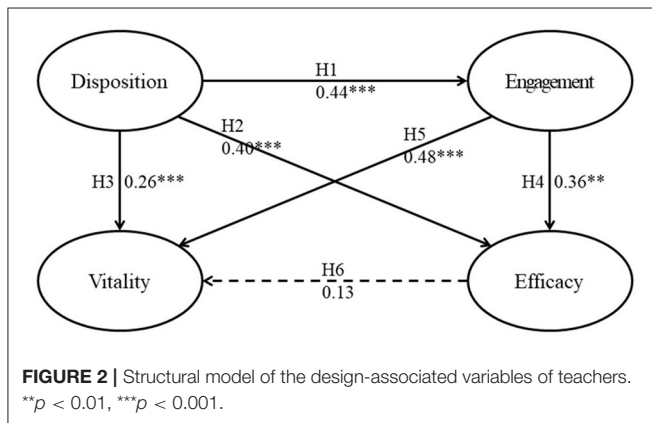 H1
Disposition
Engagement
0.44***
H2
0.40***
H5
0.48***
H3 0.26***
H4 0.36**
H6
Vitality
Efficacy
0.13
FIGURE 2 | Structural model of the design-associated variables of teachers.
**p < 0.01, ***p < 0.001.